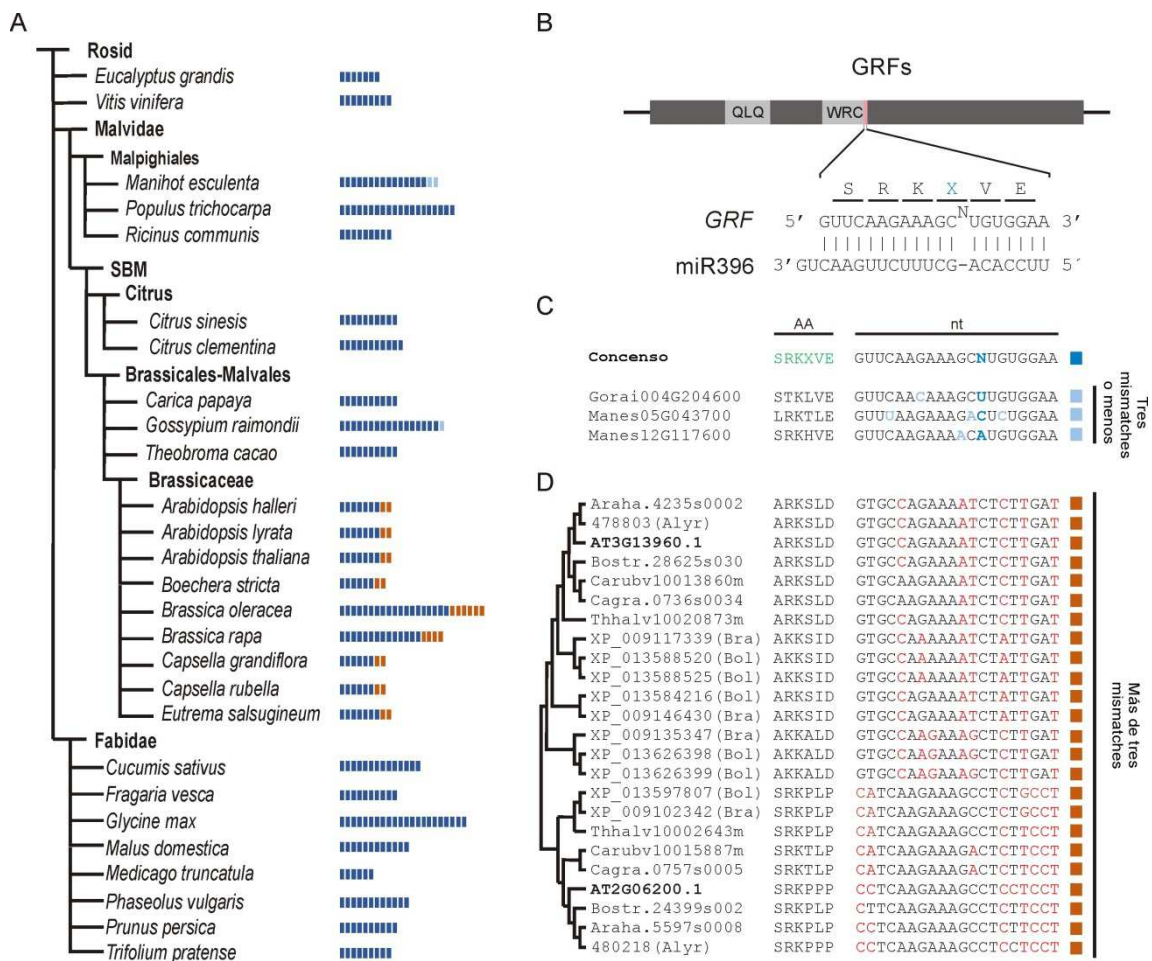 A
Rosid
Eucalyptus grandis
Vitis vinifera
Malvidae
Malpighiales
Manihot esculenta
Populus trichocarpa
Ricinus communis
SBM
Citrus
Citrus sinesis
Citrus clementina
Brassicales-Malvales
Carica papaya
Gossypium raimondii
Theobroma cacao
Brassicaceae
Arabidopsis halleri
Arabidopsis lyrata
Arabidopsis thaliana
Boechera stricta
Brassica oleracea
Brassica rapa
Capsella grandiflora
Capsella rubella
Eutrema salsugineum
Fabidae
Cucumis sativus
Fragaria vesca
Glycine max
Malus domestica
Medicago truncatula
Phaseolus vulgaris
Prunus persica
Trifolium pratense
B
GRFs
QLQ WRC
S R K X V E
GRF 5' GUUCAAGAAAGCNUGUGGAA 3'
miR396 3'GUCAAGUUCUUUCG-ACACCUU 5´
C
AA nt
Concenso SRKXVE GUUCAAGAAAGCNUGUGGAA
Gorai004G204600 STKLVE GUUCAACAAAGCUUGUGGAA
Manes05G043700 LRKTLE GUUUAAGAAAGACUCUGGAA
Manes12G117600 SRKHVE GUUCAAGAAAACAUGUGGAA
Tres mismatches o menos
D
Araha.4235s0002 ARKSLD GTGCCAGAAAATCTCTTGAT
478803(Alyr) ARKSLD GTGCCAGAAAATCTCTTGAT
AT3G13960.1 ARKSLD GTGCCAGAAAATCTCTTGAT
Bostr.28625s030 ARKSLD GTGCCAGAAAATCTCTTGAT
Carubv10013860m ARKSLD GTGCAAGAAAATCTCTTGAT
Cagra.0736s0034 ARKSLD GTGCAAGAAAATCTCTTGAT
Thhalv10020873m ARKSLD GTGCCAGAAAATCTCTTGAT
XP_009117339(Bra) AKKSID GTGCCAAAAAATCTATTGAT
XP_013588520(Bol) AKKSID GTGCCAAAAAATCTATTGAT
XP_013588525(Bol) AKKSID GTGCCAAAAAATCTATTGAT
XP_013584216(Bol) ARKSID GTGCCAGAAAATCTATTGAT
XP_009146430(Bra) ARKSID GTGCCAGAAAATCTATTGAT
XP_009135347(Bra) AKKALD GTGCCAAGAAAGCTCTTGAT
XP_013626398(Bol) AKKALD GTGCCAAGAAAGCTCTTGAT
XP_013626399(Bol) AKKALD GTGCCAAGAAAGCTCTTGAT
XP_013597807(Bol) SRKPLP CATCAAGAAAGCCTCTGCCT
XP_009102342(Bra) SRKPLP CATCAAGAAAGCCTCTGCCT
Thhalv10002643m SRKPLP CATCAAGAAAGCCTCTTCCT
Carubv10015887m SRKTLP CATCAAGAAAGACTCTTCCT
Cagra.0757s0005 SRKTLP CATCAAGAAAGACTCTTCCT
AT2G06200.1 SRKPPP CCTCAAGAAAGCCTCCTCCT
Bostr.24399s002 SRKPLP CTTCAAGAAAGCCTCTTCCT
Araha.5597s0008 SRKPLP CCTCAAGAAAGCCTCTTCCT
480218(Alyr) SRKPPP CCTCAAGAAAGCCTCCTCCT
Más de tres mismatches